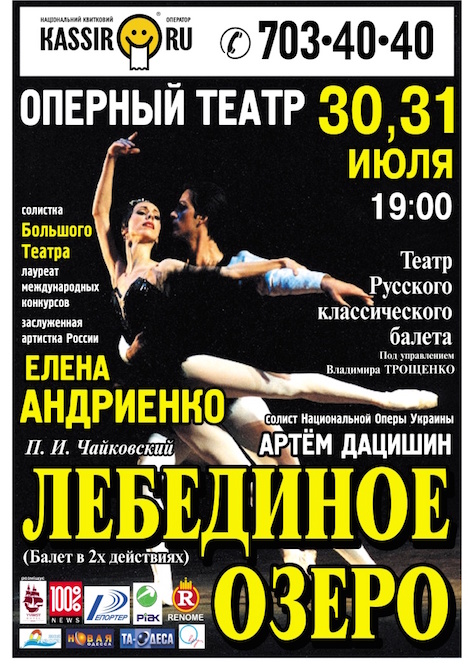 НАЦІОНАЛЬНИЙ КВИТКОВИЙ ОПЕРАТОР
KASSIR RU
703•40•40
ОПЕРНЫЙ ТЕАТР
30,31
ИЮЛЯ
19:00
солистка
Большого
Театра
лауреат
международных
конкурсов
заслуженная
артистка России
ЕЛЕНА
АНДРИЕНКО
Театр
Русского
классического
балета
Под управлением
Владимира ТРОЩЕНКО
солист Национальной Оперы Украины
АРТЁМ ДАЦИШИН
П. И. Чайковский
ЛЕБЕДИНОЕ
ОЗЕРО
(Балет в 2х действиях)
100%
NEWS
РЕПОРТЕР
РІАК
R
RENOME
НОВАЯ
ОДЕССА
ТА-ОДЕСА